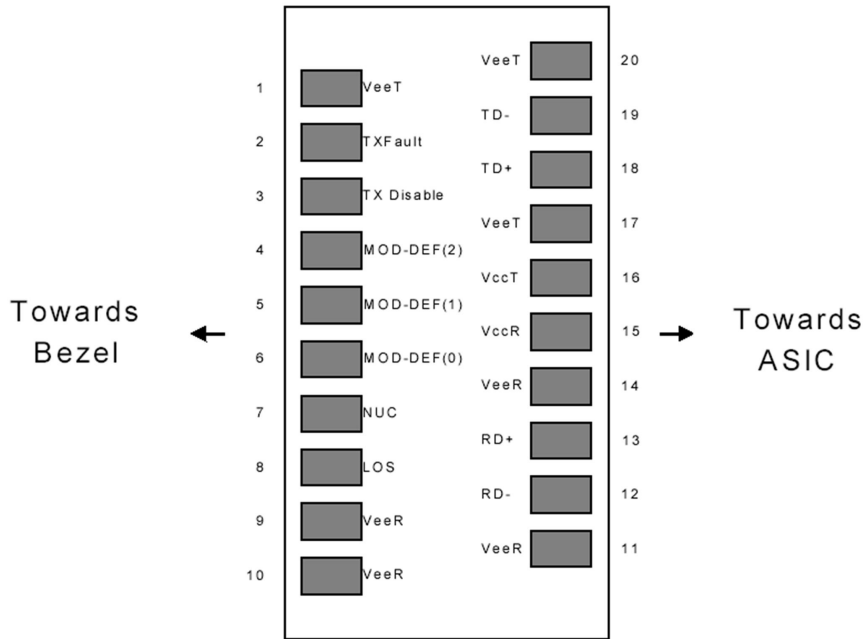 VeeT 20
1 VeeT
TD- 19
2 TXFault
TD+ 18
3 TX Disable
VeeT 17
4 MOD-DEF(2)
VccT 16
5 MOD-DEF(1)
Towards
Bezel
VccR 15
Towards
ASIC
6 MOD-DEF(0)
VeeR 14
7 NUC
RD+ 13
8 LOS
RD- 12
9 VeeR
VeeR 11
10 VeeR